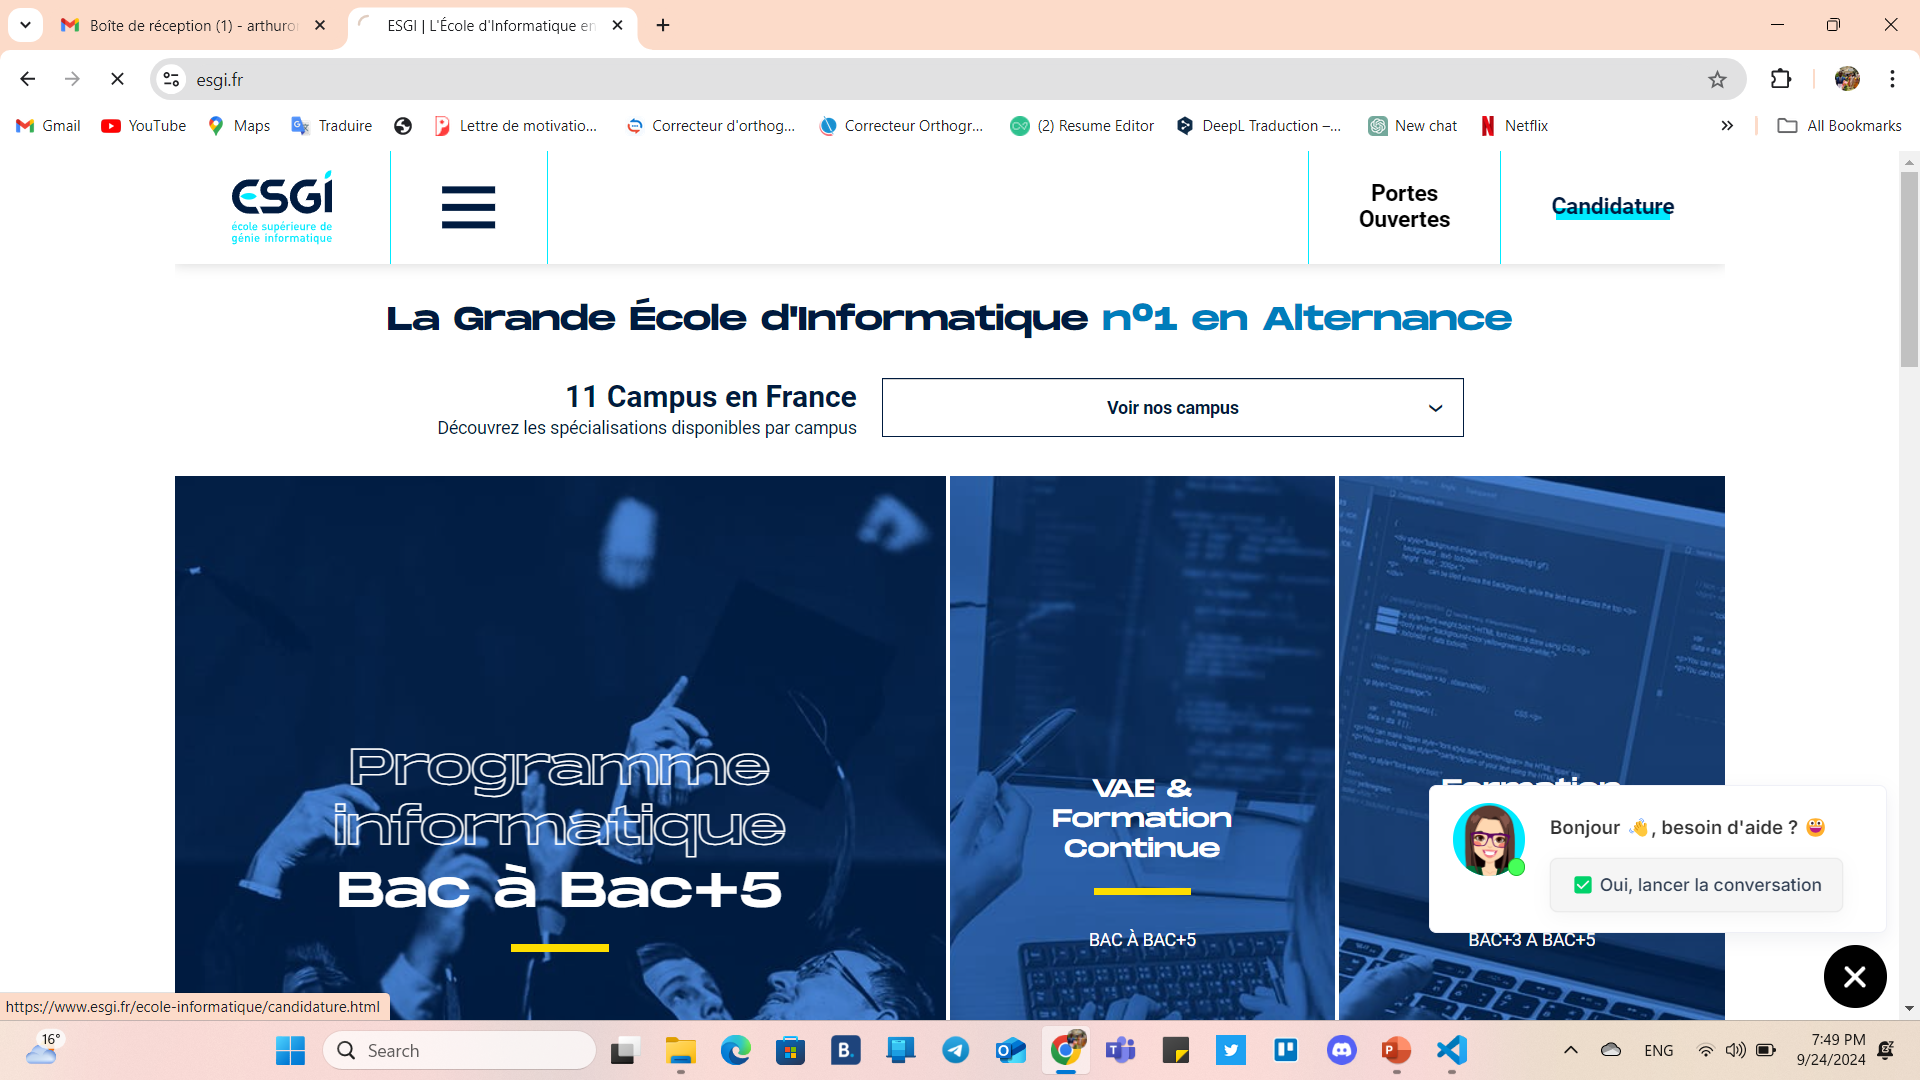 Boîte de réception (1) - arthuror
ESGI | L'École d'Informatique en
esgi.fr
Gmail
YouTube
Maps
Traduire
Lettre de motivatio...
Correcteur d'orthog...
Correcteur Orthogr...
(2) Resume Editor
DeepL Traduction –...
New chat
Netflix
All Bookmarks
ESGI
école supérieure de
génie informatique
Portes
Ouvertes
Candidature
La Grande École d'Informatique n°1 en Alternance
11 Campus en France
Découvrez les spécialisations disponibles par campus
Voir nos campus
Programme
informatique
Bac à Bac+5
VAE &
Formation
Continue
BAC À BAC+5
Formation
BAC+3 À BAC+5
Bonjour 👋, besoin d'aide ? 😃
✅ Oui, lancer la conversation
https://www.esgi.fr/ecole-informatique/candidature.html
16°
Search
ENG
7:49 PM
9/24/2024